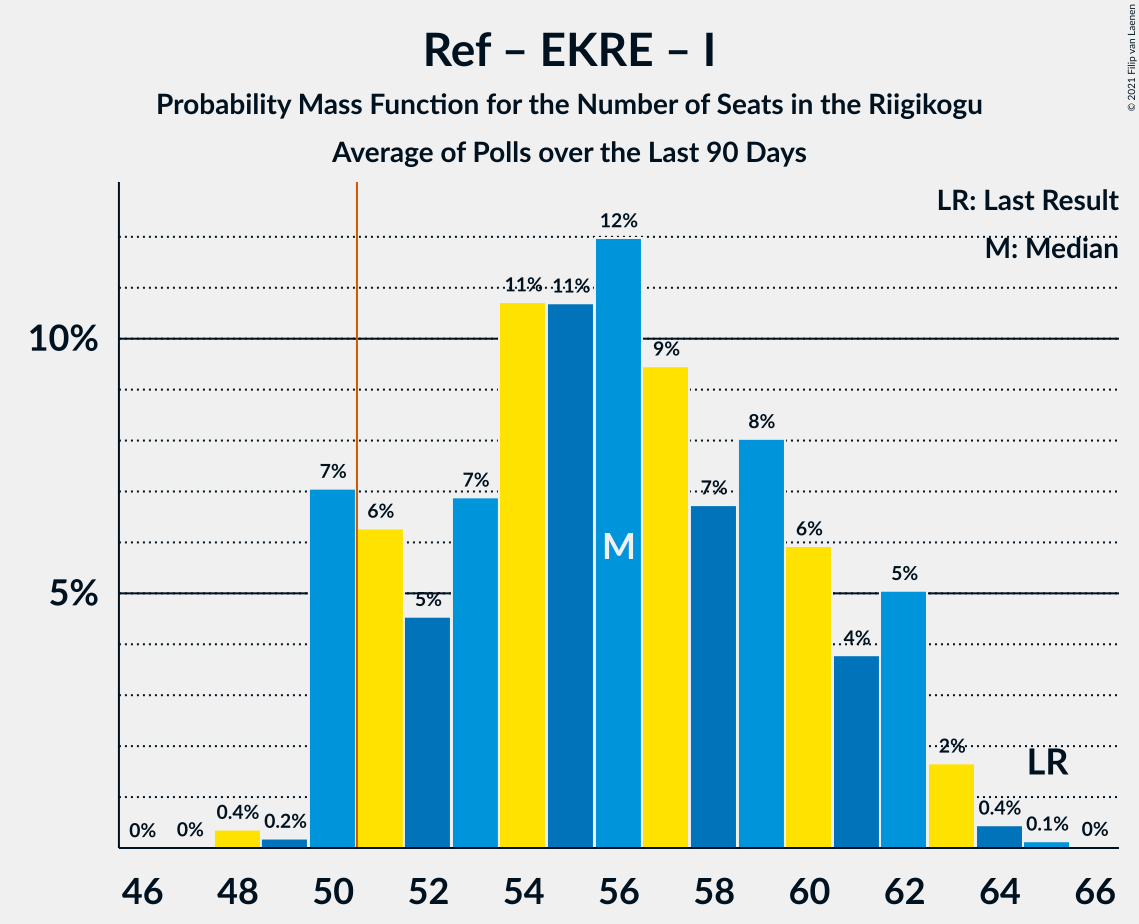 Ref – EKRE – I
Probability Mass Function for the Number of Seats in the Riigikogu
Average of Polls over the Last 90 Days
© 2021 Filip van Laenen
LR: Last Result
M: Median
10%
5%
0%
0%
0.4%
0.2%
7%
6%
5%
7%
11%
11%
12%
9%
7%
8%
6%
4%
5%
2%
0.4%
0.1%
0%
M
LR
46 48 50 52 54 56 58 60 62 64 66